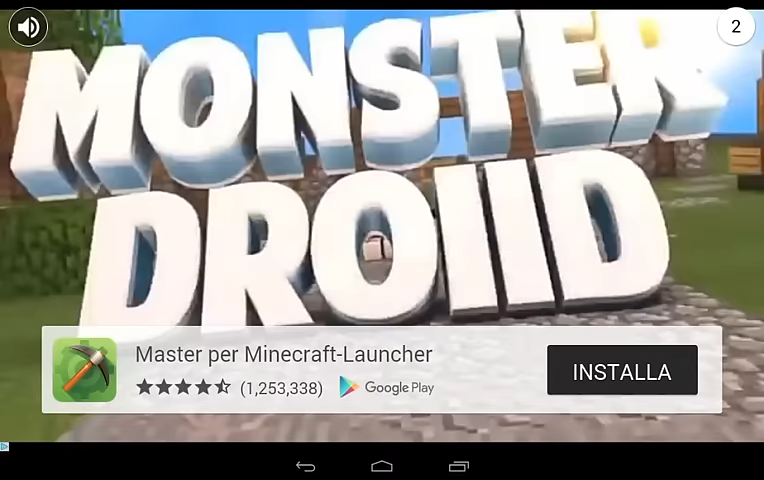 2
MONSTER
DROIID
Master per Minecraft-Launcher
(1,253,338) Google Play
INSTALLA